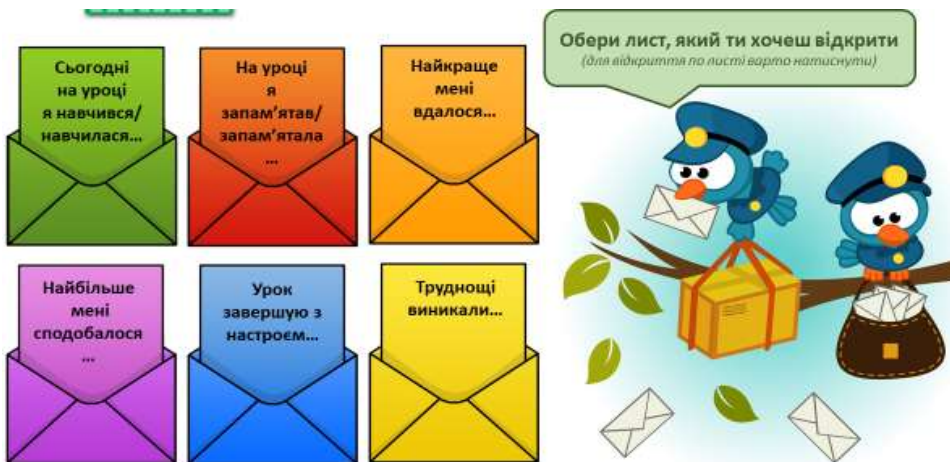 Сьогодні
на уроці
я навчився/
навчилася...
На уроці
я
запам'ятав/
запам'ятала
...
Найкраще
мені
вдалося...
Обери лист, який ти хочеш відкрити
(для відкриття по листі варто натиснути)
Найбільше
мені
сподобалося
...
Урок
завершую з
настроєм...
Труднощі
виникали...